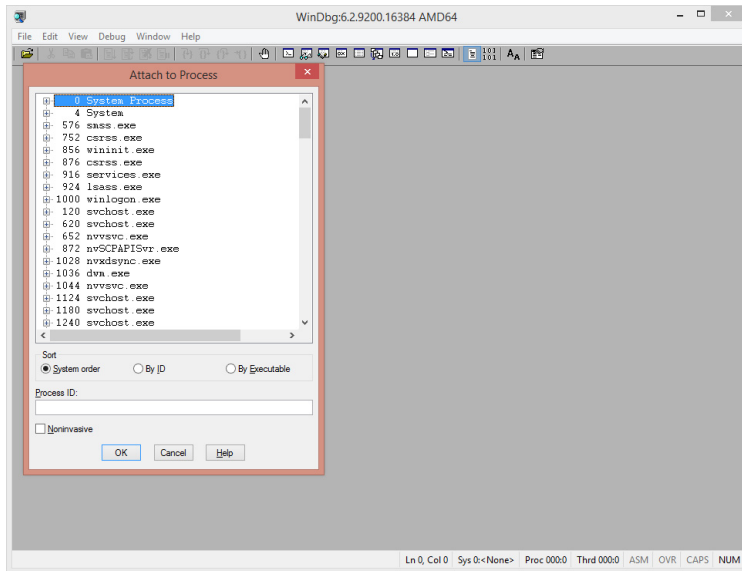 WinDbg:6.2.9200.16384 AMD64
File Edit View Debug Window Help
Attach to Process
0 System Process
4 System
576 smss.exe
752 csrss.exe
856 wininit.exe
876 csrss.exe
916 services.exe
924 lsass.exe
1000 winlogon.exe
120 svchost.exe
620 svchost.exe
652 nvvsvc.exe
872 nvSCPAPISvr.exe
1028 nvxdsync.exe
1036 dwm.exe
1044 nvvsvc.exe
1124 svchost.exe
1180 svchost.exe
1240 svchost.exe
Sort
System order By ID By Executable
Process ID:
Noninvasive
OK Cancel Help
Ln 0, Col 0 Sys 0:<None> Proc 000:0 Thrd 000:0 ASM OVR CAPS NUM